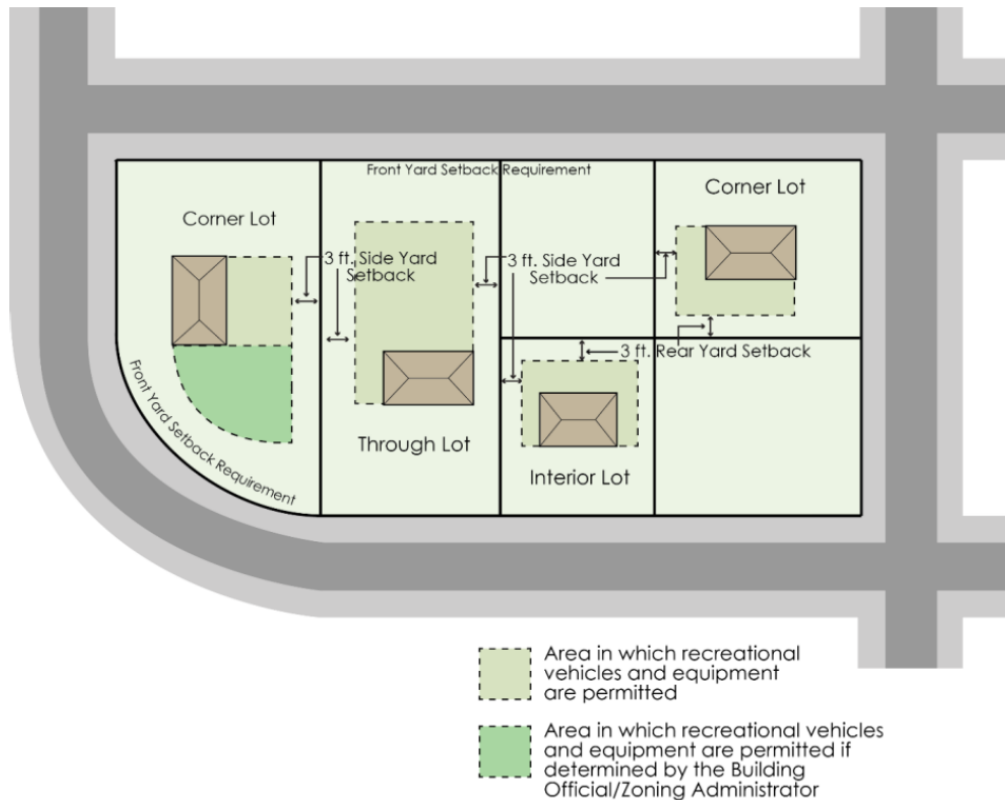 Front Yard Setback Requirement
Corner Lot
Corner Lot
3 ft. Side Yard
Setback
3 ft. Side Yard
Setback
3 ft. Rear Yard Setback
Front Yard Setback Requirement
Through Lot
Interior Lot
Area in which recreational
vehicles and equipment
are permitted
Area in which recreational vehicles
and equipment are permitted if
determined by the Building
Official/Zoning Administrator